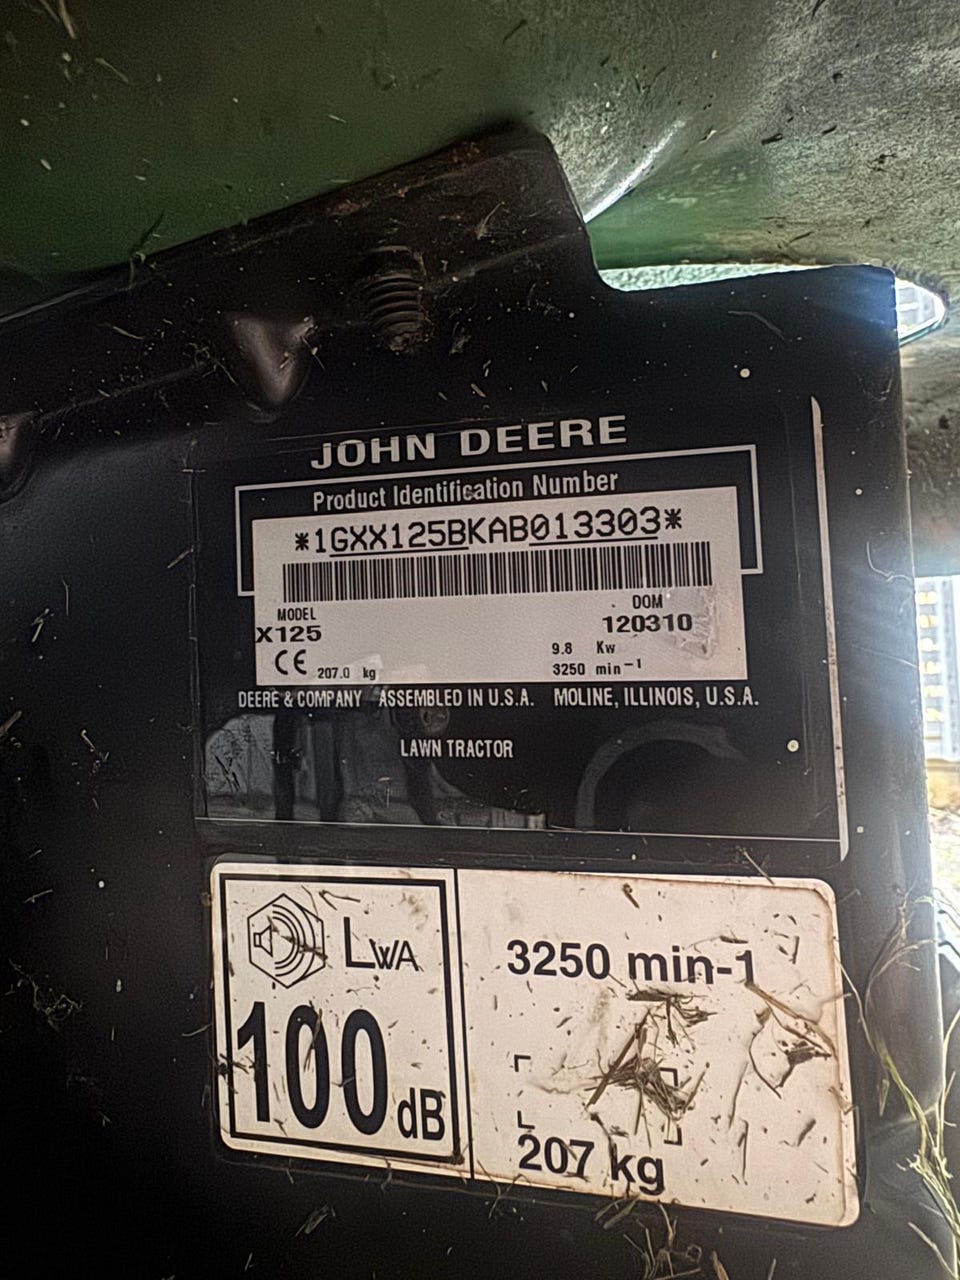 JOHN DEERE
Product Identification Number
*1GXX125BKAB013303*
MODEL
X125
DOM
120310
CE
207.0 kg
9.8 Kw
3250 min-1
DEERE & COMPANY ASSEMBLED IN U.S.A. MOLINE, ILLINOIS, U.S.A.
LAWN TRACTOR
LWA
100 dB
3250 min-1
207 kg